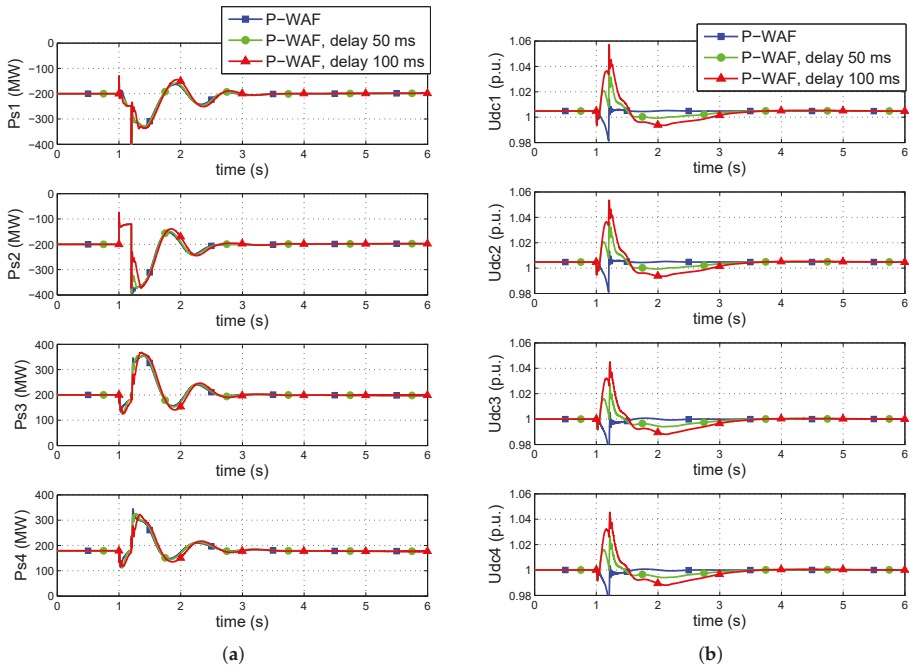 P−WAF
P−WAF, delay 50 ms
P−WAF, delay 100 ms
Ps1 (MW)
0
−100
−200
−300
−400
0 1 2 3 4 5 6
time (s)
Ps2 (MW)
0
−100
−200
−300
−400
0 1 2 3 4 5 6
time (s)
Ps3 (MW)
400
300
200
100
0
0 1 2 3 4 5 6
time (s)
Ps4 (MW)
400
300
200
100
0
0 1 2 3 4 5 6
time (s)
(a)
P−WAF
P−WAF, delay 50 ms
P−WAF, delay 100 ms
Udc1 (p.u.)
1.06
1.04
1.02
1
0.98
0 1 2 3 4 5 6
time (s)
Udc2 (p.u.)
1.06
1.04
1.02
1
0.98
0 1 2 3 4 5 6
time (s)
Udc3 (p.u.)
1.06
1.04
1.02
1
0.98
0 1 2 3 4 5 6
time (s)
Udc4 (p.u.)
1.06
1.04
1.02
1
0.98
0 1 2 3 4 5 6
time (s)
(b)